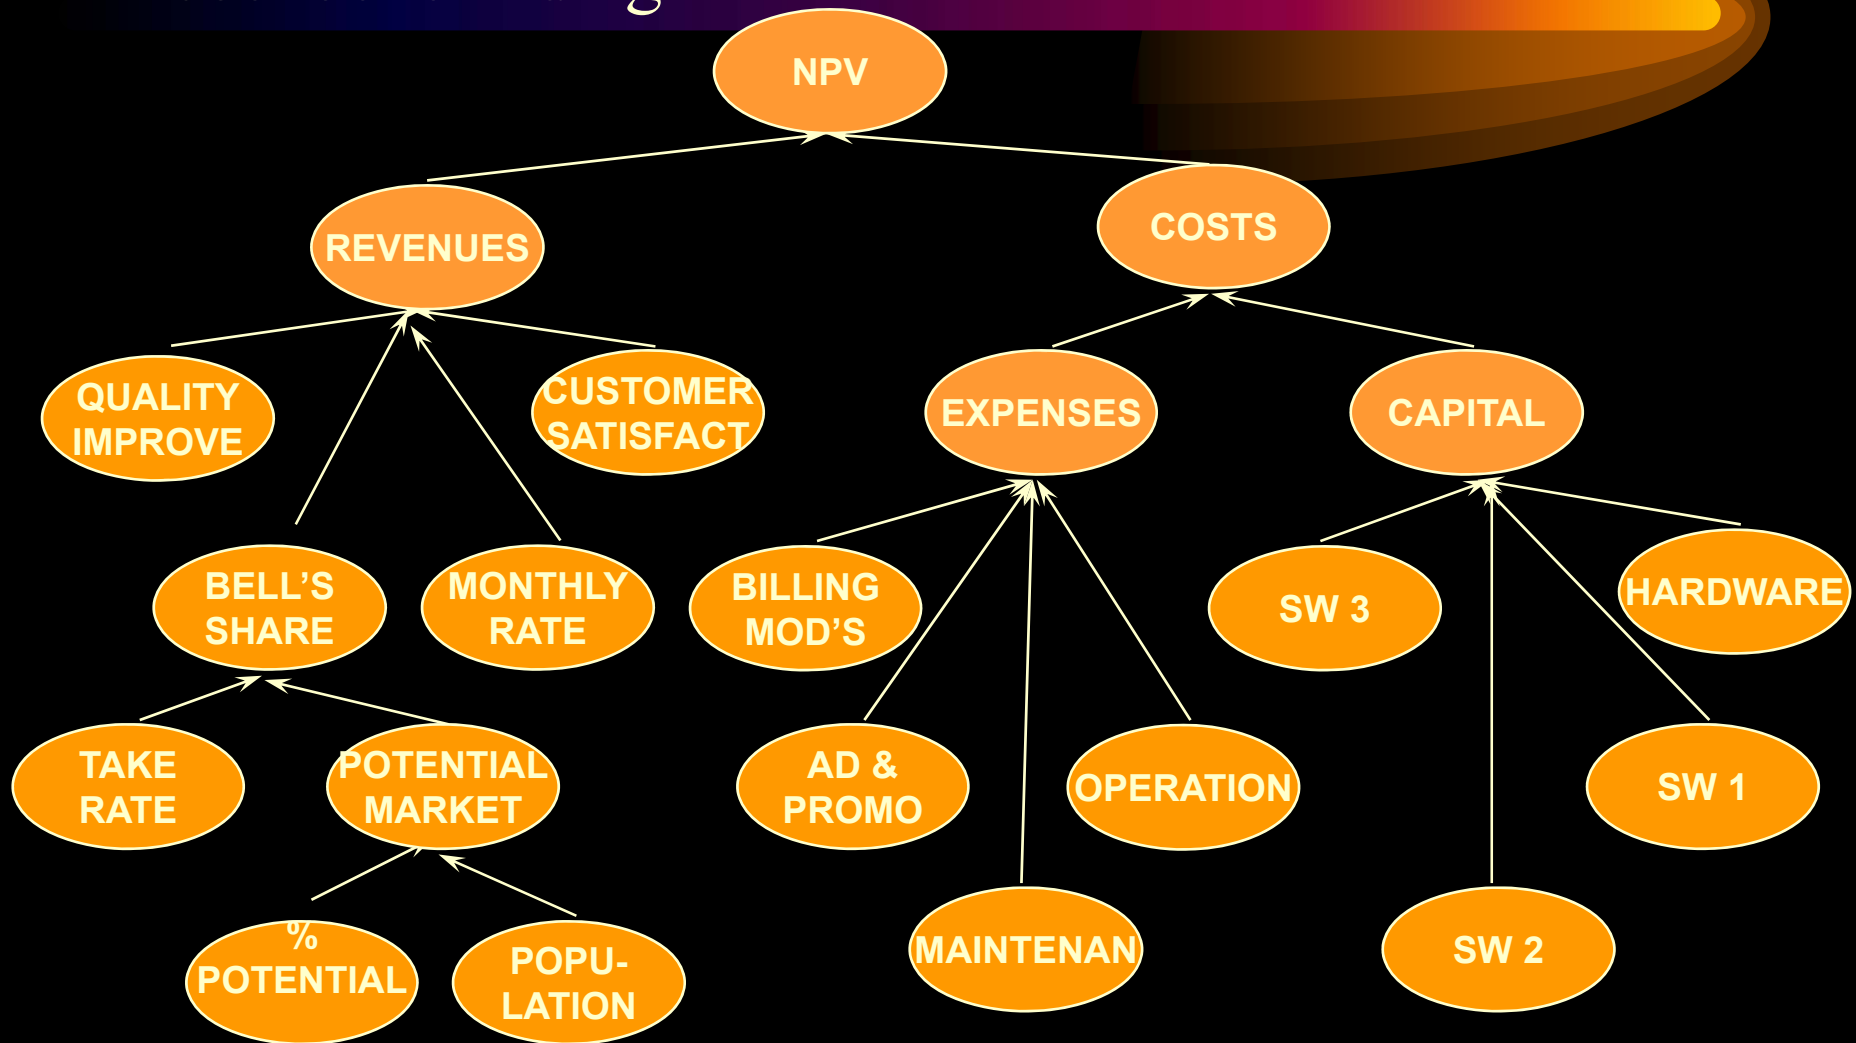 NPV
REVENUES
COSTS
QUALITY
IMPROVE
CUSTOMER
SATISFACT
EXPENSES
CAPITAL
BELL’S
SHARE
MONTHLY
RATE
BILLING
MOD’S
SW 3
HARDWARE
TAKE
RATE
POTENTIAL
MARKET
AD &
PROMO
OPERATION
SW 1
%
POTENTIAL
POPU-
LATION
MAINTENAN
SW 2